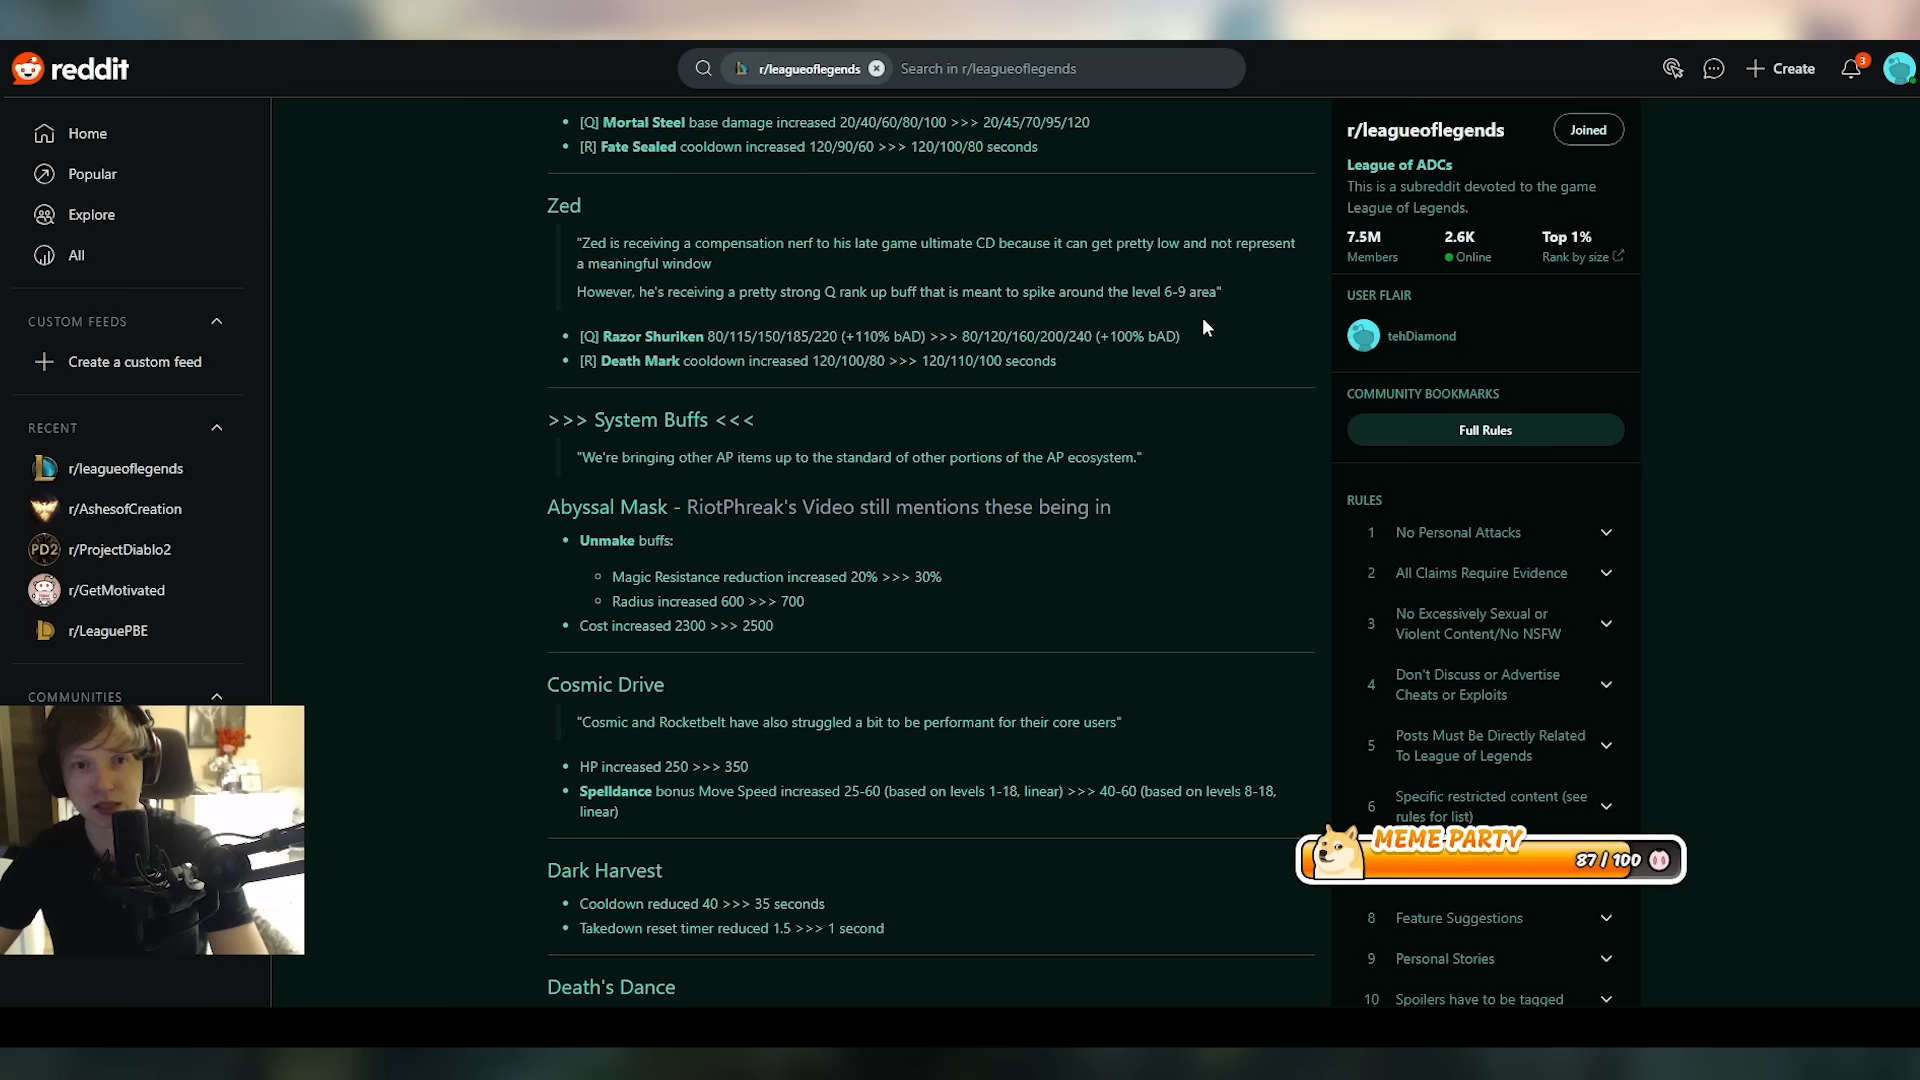 reddit
r/leagueoflegends
Search in r/leagueoflegends
Create
3
Home
Popular
Explore
All
CUSTOM FEEDS
Create a custom feed
RECENT
r/leagueoflegends
r/AshesofCreation
PD2
r/ProjectDiablo2
r/GetMotivated
r/LeaguePBE
COMMUNITIES
[Q] Mortal Steel base damage increased 20/40/60/80/100 >>> 20/45/70/95/120
[R] Fate Sealed cooldown increased 120/90/60 >>> 120/100/80 seconds
Zed
"Zed is receiving a compensation nerf to his late game ultimate CD because it can get pretty low and not represent
a meaningful window
However, he's receiving a pretty strong Q rank up buff that is meant to spike around the level 6-9 area"
[Q] Razor Shuriken 80/115/150/185/220 (+110% bAD) >>> 80/120/160/200/240 (+100% bAD)
[R] Death Mark cooldown increased 120/100/80 >>> 120/110/100 seconds
>>> System Buffs <<<
"We're bringing other AP items up to the standard of other portions of the AP ecosystem."
Abyssal Mask - RiotPhreak's Video still mentions these being in
Unmake buffs:
Magic Resistance reduction increased 20% >>> 30%
Radius increased 600 >>> 700
Cost increased 2300 >>> 2500
Cosmic Drive
"Cosmic and Rocketbelt have also struggled a bit to be performant for their core users"
HP increased 250 >>> 350
Spelldance bonus Move Speed increased 25-60 (based on levels 1-18, linear) >>> 40-60 (based on levels 8-18,
linear)
Dark Harvest
Cooldown reduced 40 >>> 35 seconds
Takedown reset timer reduced 1.5 >>> 1 second
Death's Dance
r/leagueoflegends
Joined
League of ADCs
This is a subreddit devoted to the game
League of Legends.
7.5M 2.6K Top 1%
Members Online Rank by size
USER FLAIR
tehDiamond
COMMUNITY BOOKMARKS
Full Rules
RULES
1 No Personal Attacks
2 All Claims Require Evidence
3 No Excessively Sexual or
Violent Content/No NSFW
4 Don't Discuss or Advertise
Cheats or Exploits
5 Posts Must Be Directly Related
To League of Legends
6 Specific restricted content (see
rules for list)
MEME PARTY
87 / 100
8 Feature Suggestions
9 Personal Stories
10 Spoilers have to be tagged